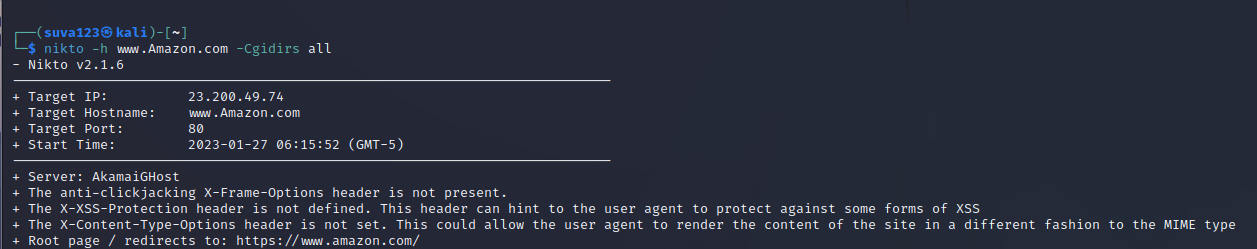 ┌──(suva123㉿kali)-[~]
└─$ nikto -h www.Amazon.com -Cgidirs all
- Nikto v2.1.6
---------------------------------------------------------------------------
+ Target IP:          23.200.49.74
+ Target Hostname:    www.Amazon.com
+ Target Port:        80
+ Start Time:         2023-01-27 06:15:52 (GMT-5)
---------------------------------------------------------------------------
+ Server: AkamaiGHost
+ The anti-clickjacking X-Frame-Options header is not present.
+ The X-XSS-Protection header is not defined. This header can hint to the user agent to protect against some forms of XSS
+ The X-Content-Type-Options header is not set. This could allow the user agent to render the content of the site in a different fashion to the MIME type
+ Root page / redirects to: https://www.amazon.com/